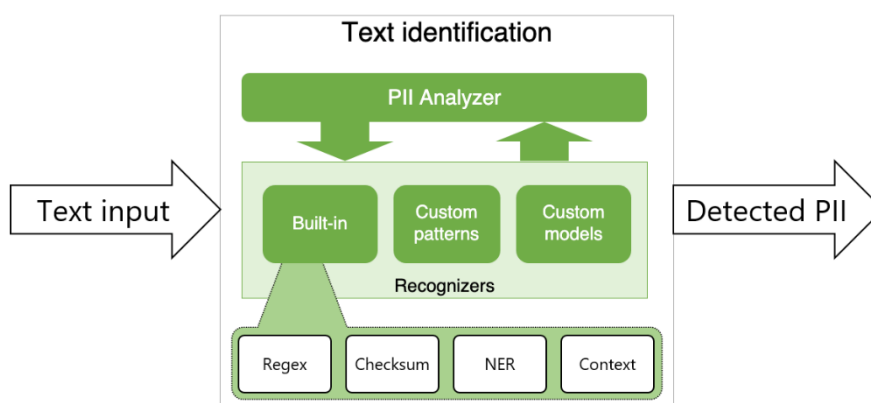 Text identification
PII Analyzer
Text input
Built-in
Custom
patterns
Custom
models
Detected PII
Recognizers
Regex
Checksum
NER
Context